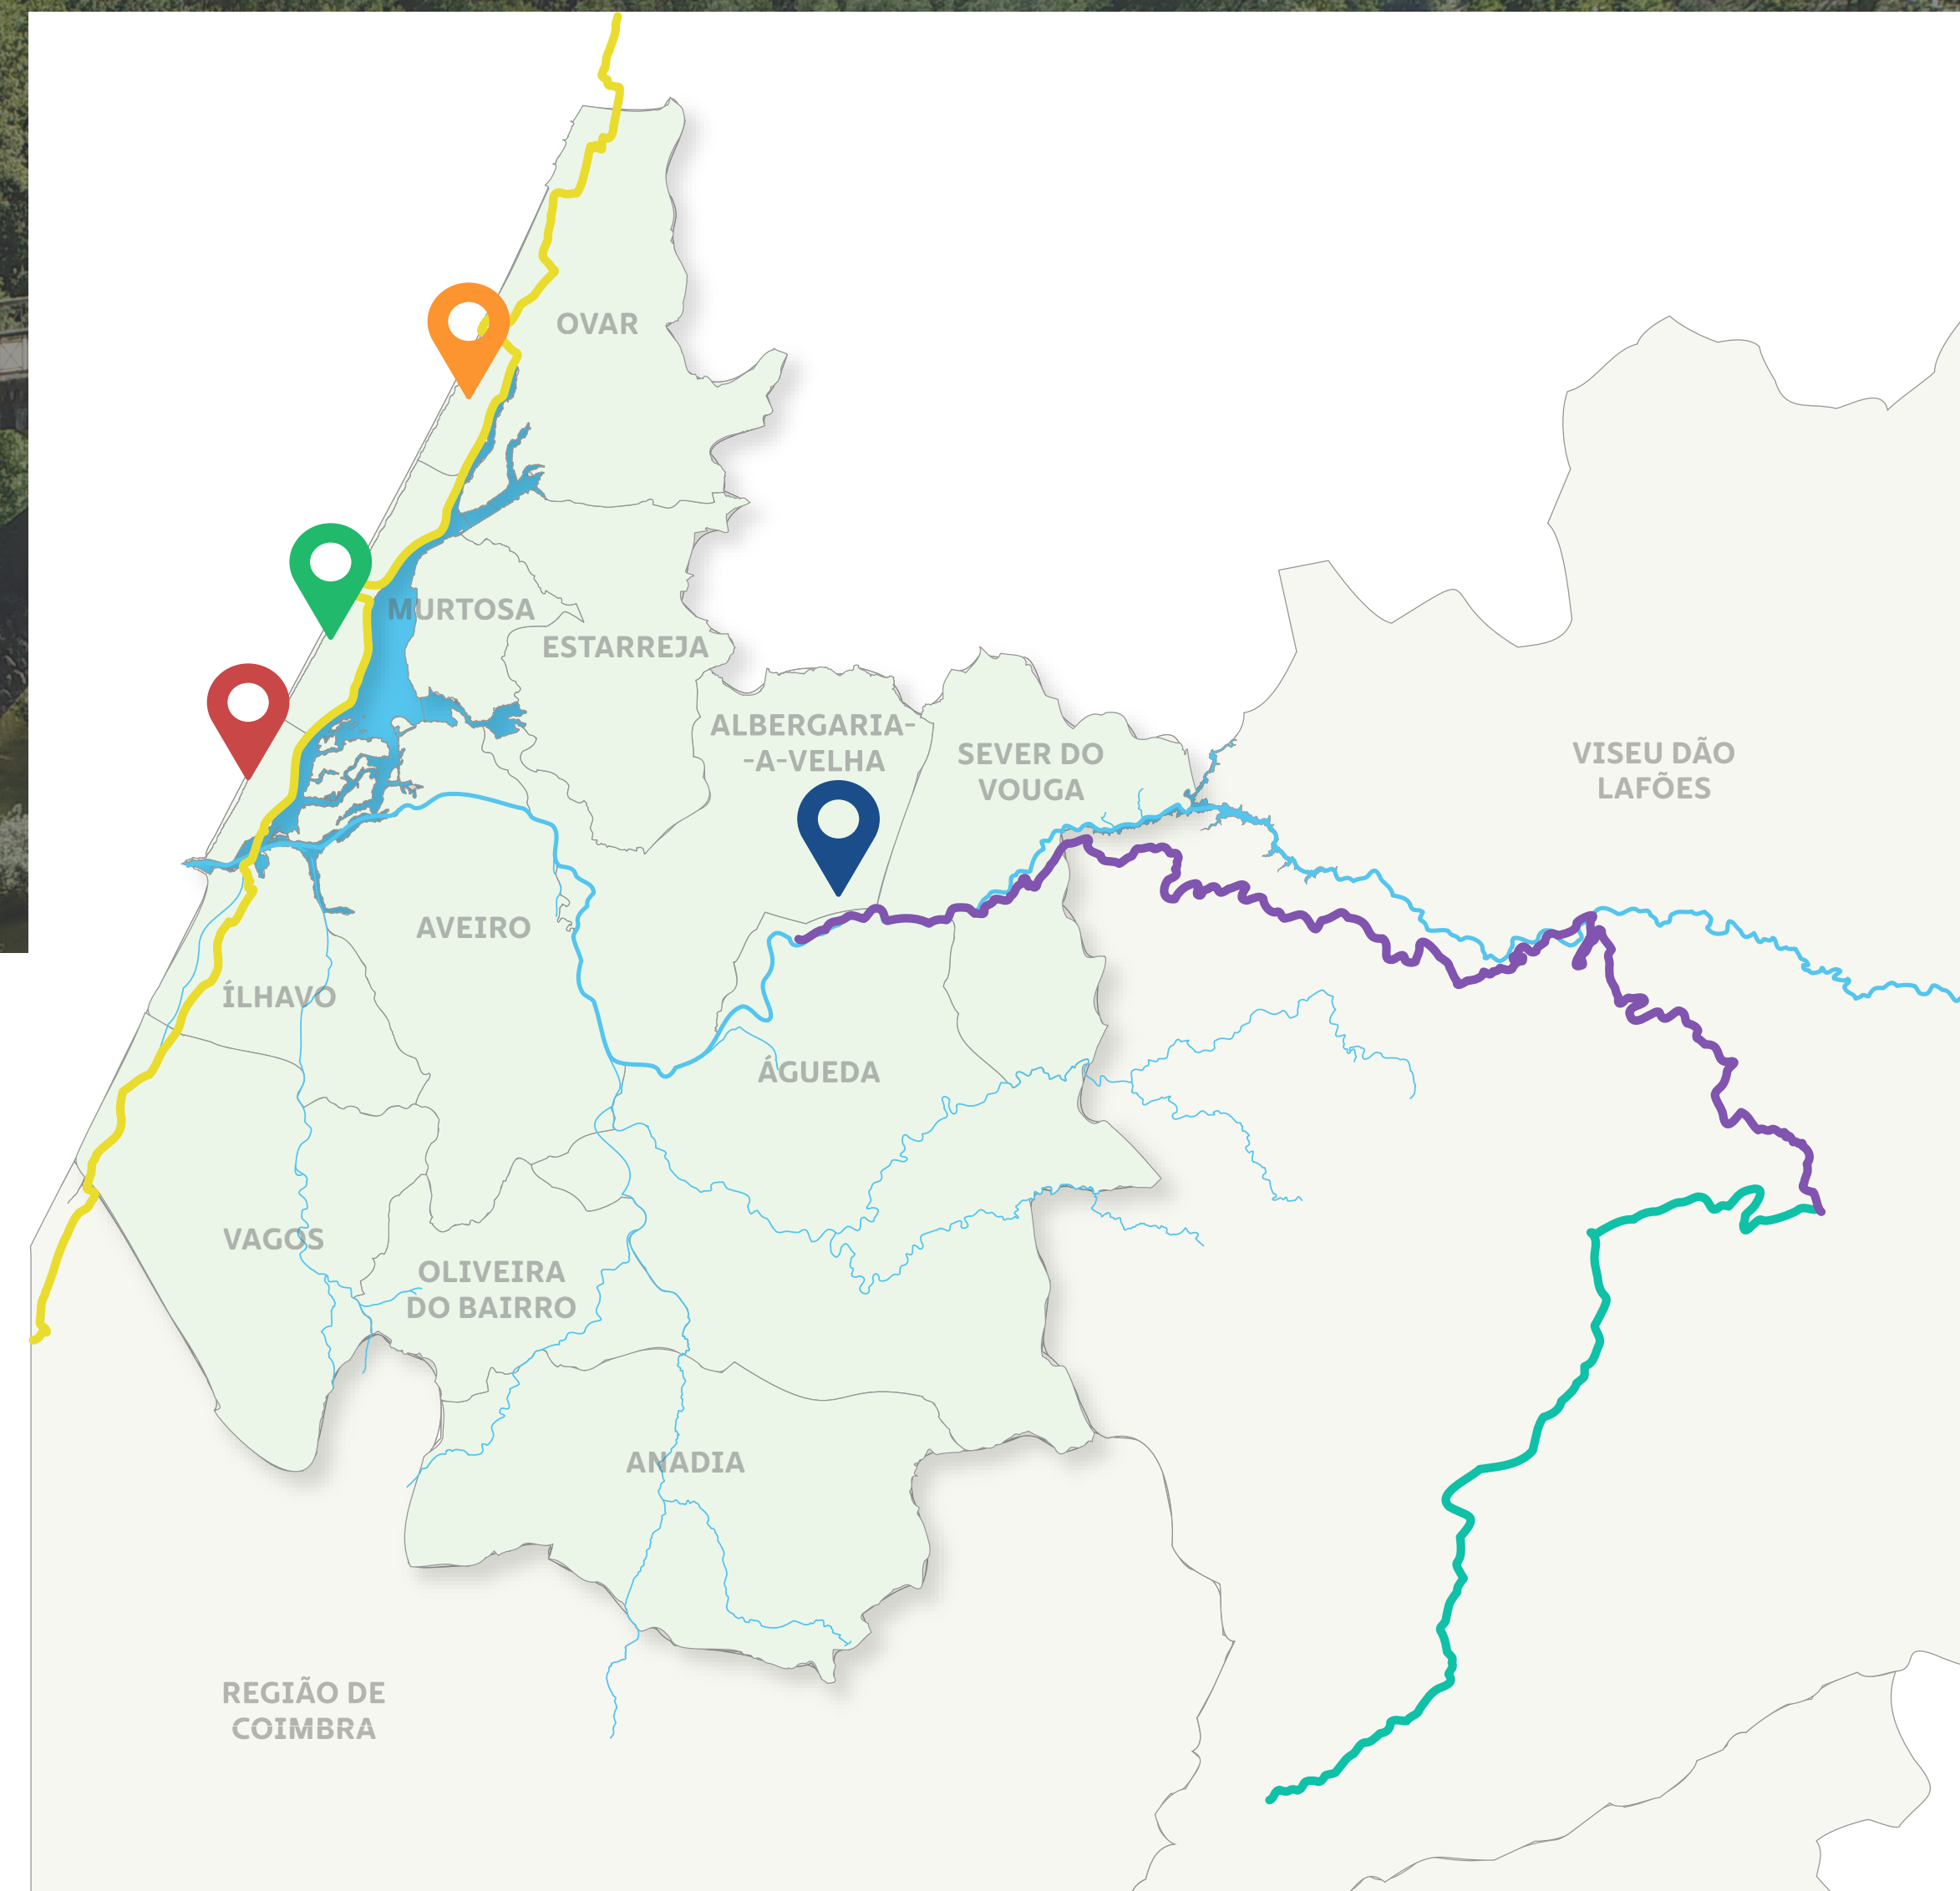 OVAR
MURTOSA
ESTARREJA
ALBERGARIA-
-A-VELHA
SEVER DO
VOUGA
VISEU DÃO
LAFÕES
AVEIRO
ÍLHAVO
ÁGUEDA
VAGOS
OLIVEIRA
DO BAIRRO
ANADIA
REGIÃO DE
COIMBRA